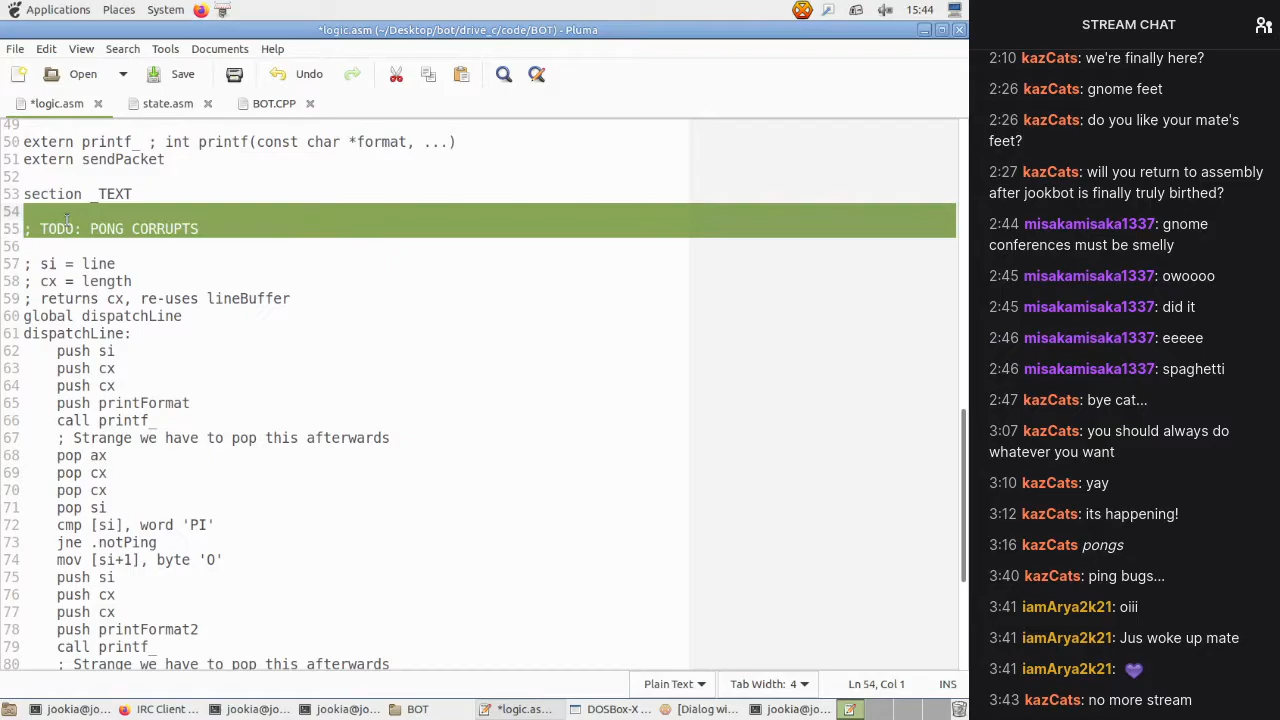 Applications Places System 15:44
*logic.asm (~/Desktop/bot/drive_c/code/BOT) - Pluma
File Edit View Search Tools Documents Help
Open Save Undo
*logic.asm state.asm BOT.CPP
49
50 extern printf_ ; int printf(const char *format, ...)
51 extern sendPacket
52
53 section _TEXT
54
55 ; TODO: PONG CORRUPTS
56
57 ; si = line
58 ; cx = length
59 ; returns cx, re-uses lineBuffer
60 global dispatchLine
61 dispatchLine:
62 push si
63 push cx
64 push cx
65 push printFormat
66 call printf_
67 ; Strange we have to pop this afterwards
68 pop ax
69 pop cx
70 pop cx
71 pop si
72 cmp [si], word 'PI'
73 jne .notPing
74 mov [si+1], byte 'O'
75 push si
76 push cx
77 push cx
78 push printFormat2
79 call printf_
80 ; Strange we have to pop this afterwards
Plain Text Tab Width: 4 Ln 54, Col 1 INS
jookia@jo... IRC Client ... jookia@jo... jookia@jo... BOT *logic.as... DOSBox-X ... [Dialog wi... jookia@jo...
STREAM CHAT
2:10 kazCats: we're finally here?
2:26 kazCats: gnome feet
2:26 kazCats: do you like your mate's
feet?
2:27 kazCats: will you return to assembly
after jookbot is finally truly birthed?
2:44 misakamisaka1337: gnome
conferences must be smelly
2:45 misakamisaka1337: owoooo
2:45 misakamisaka1337: did it
2:46 misakamisaka1337: eeeee
2:46 misakamisaka1337: spaghetti
2:47 kazCats: bye cat...
3:07 kazCats: you should always do
whatever you want
3:10 kazCats: yay
3:12 kazCats: its happening!
3:16 kazCats pongs
3:40 kazCats: ping bugs...
3:41 iamArya2k21: oiii
3:41 iamArya2k21: Jus woke up mate
3:41 iamArya2k21: 💜
3:43 kazCats: no more stream